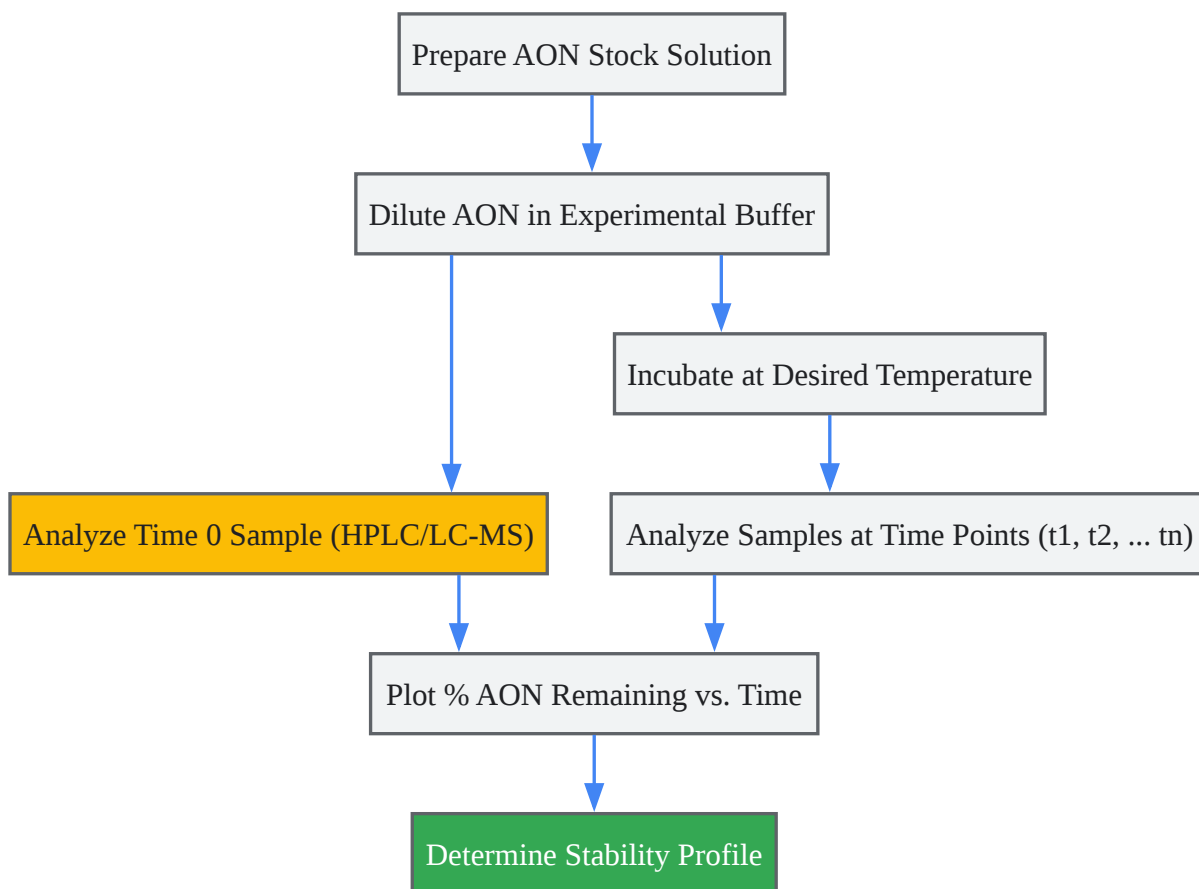 Prepare AON Stock Solution
Dilute AON in Experimental Buffer
Incubate at Desired Temperature
Analyze Time 0 Sample (HPLC/LC-MS)
Analyze Samples at Time Points (t1, t2, ... tn)
Plot % AON Remaining vs. Time
Determine Stability Profile